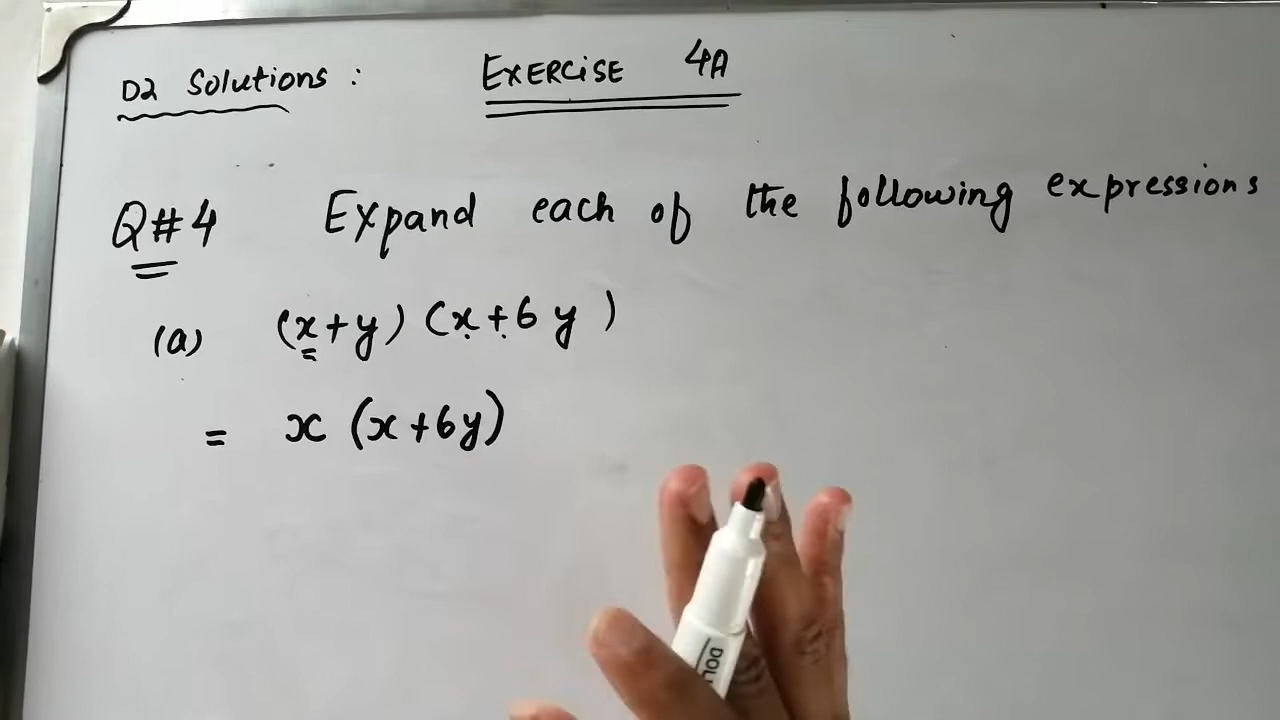 D2 Solutions : EXERCiSE 4A
Q#4 Expand each of the following expressions
(a) (x+y) (x+6y)
= x (x+6y)